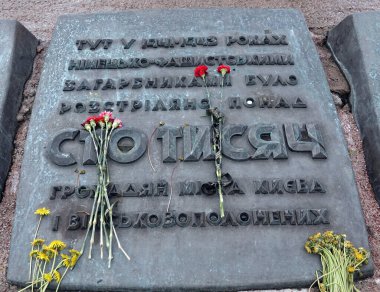 ТУТ У 1941-1943 РОКАХ
НІМЕЦЬКО-ФАШИСТСЬКИМИ
ЗАГАРБНИКАМИ БУЛО
РОЗСТРІЛЯНО ПОНАД
СТО ТИСЯЧ
ГРОМАДЯН МІСТА КИЄВА
І ВІЙСЬКОВОПОЛОНЕНИХ